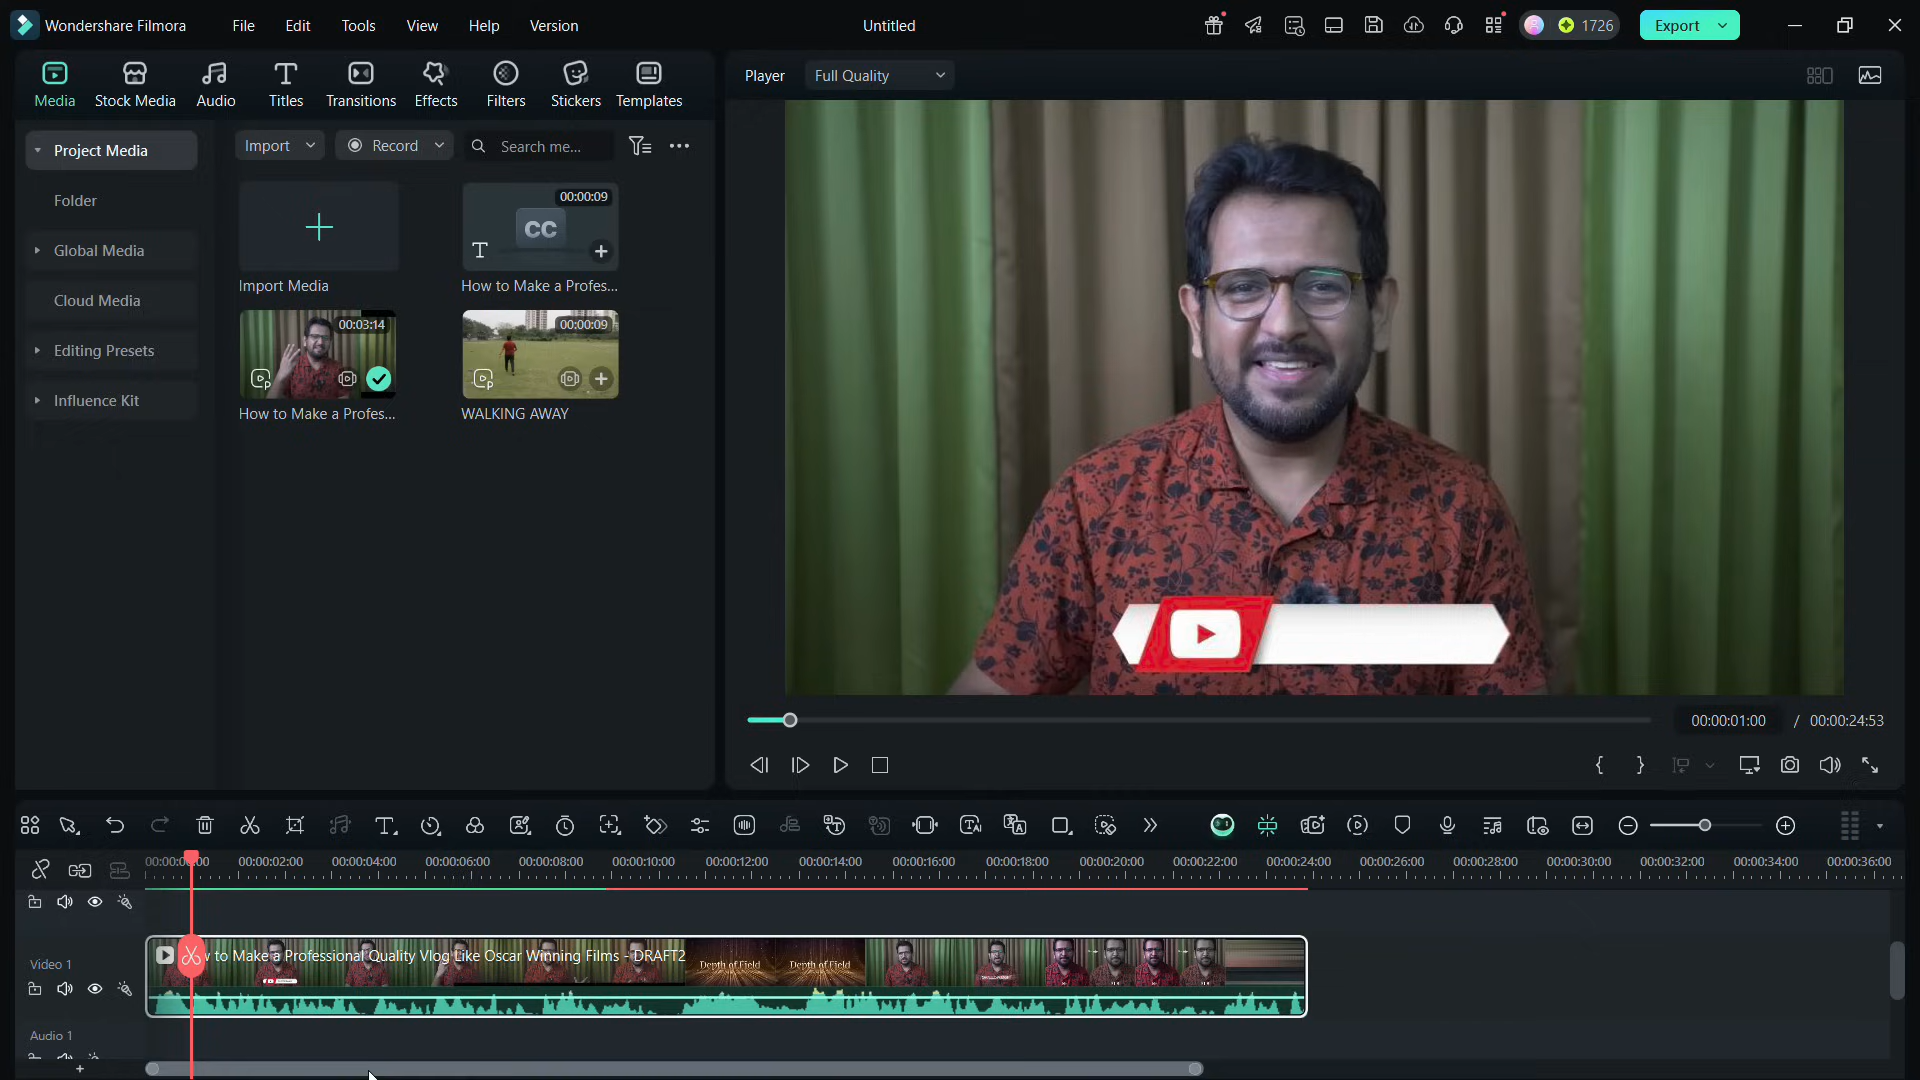 Wondershare Filmora File Edit Tools View Help Version Untitled 1726 Export
Media Stock Media Audio Titles Transitions Effects Filters Stickers Templates
Player Full Quality
Project Media
Folder
Global Media
Cloud Media
Editing Presets
Influence Kit
Import Record Search me...
00:00:09
CC
T
Import Media How to Make a Profes...
00:03:14 00:00:09
How to Make a Profes... WALKING AWAY
00:00:01:00 / 00:00:24:53
00:00:02:00 00:00:04:00 00:00:06:00 00:00:08:00 00:00:10:00 00:00:12:00 00:00:14:00 00:00:16:00 00:00:18:00 00:00:20:00 00:00:22:00 00:00:24:00 00:00:26:00 00:00:28:00 00:00:30:00 00:00:32:00 00:00:34:00 00:00:36:00
Video 1
to Make a Professional Quality Vlog Like Oscar Winning Films - DRAFT2
Depth of Field Depth of Field
Audio 1